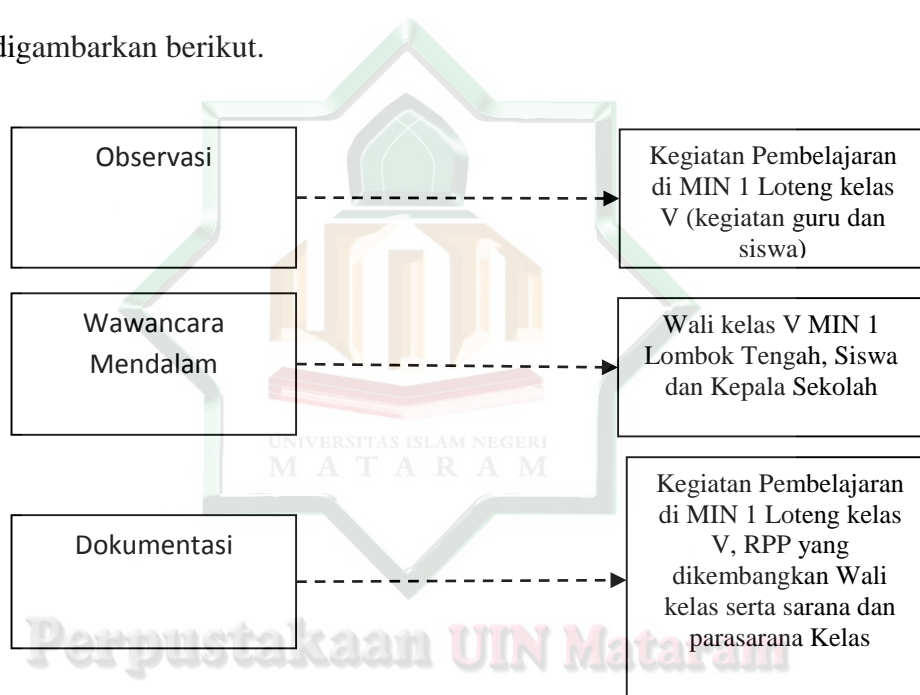 digambarkan berikut.
Observasi
Kegiatan Pembelajaran
di MIN 1 Loteng kelas
V (kegiatan guru dan
siswa)
Wawancara
Mendalam
Wali kelas V MIN 1
Lombok Tengah, Siswa
dan Kepala Sekolah
UNIVERSITAS ISLAM NEGERI
MATARAM
Dokumentasi
Kegiatan Pembelajaran
di MIN 1 Loteng kelas
V, RPP yang
dikembangkan Wali
kelas serta sarana dan
parasarana Kelas
Perpustakaan UIN Mataram